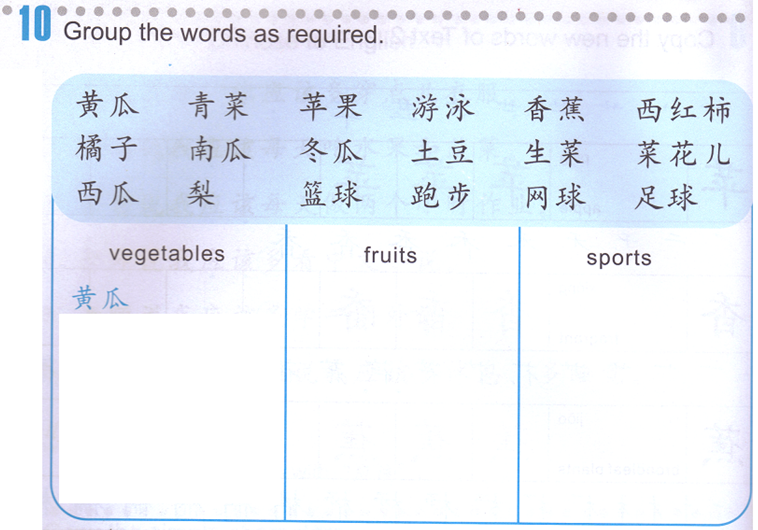 10 Group the words as required.
黄瓜 青菜 苹果 游泳 香蕉 西红柿
橘子 南瓜 冬瓜 土豆 生菜 菜花儿
西瓜 梨 篮球 跑步 网球 足球
vegetables fruits sports
黄瓜